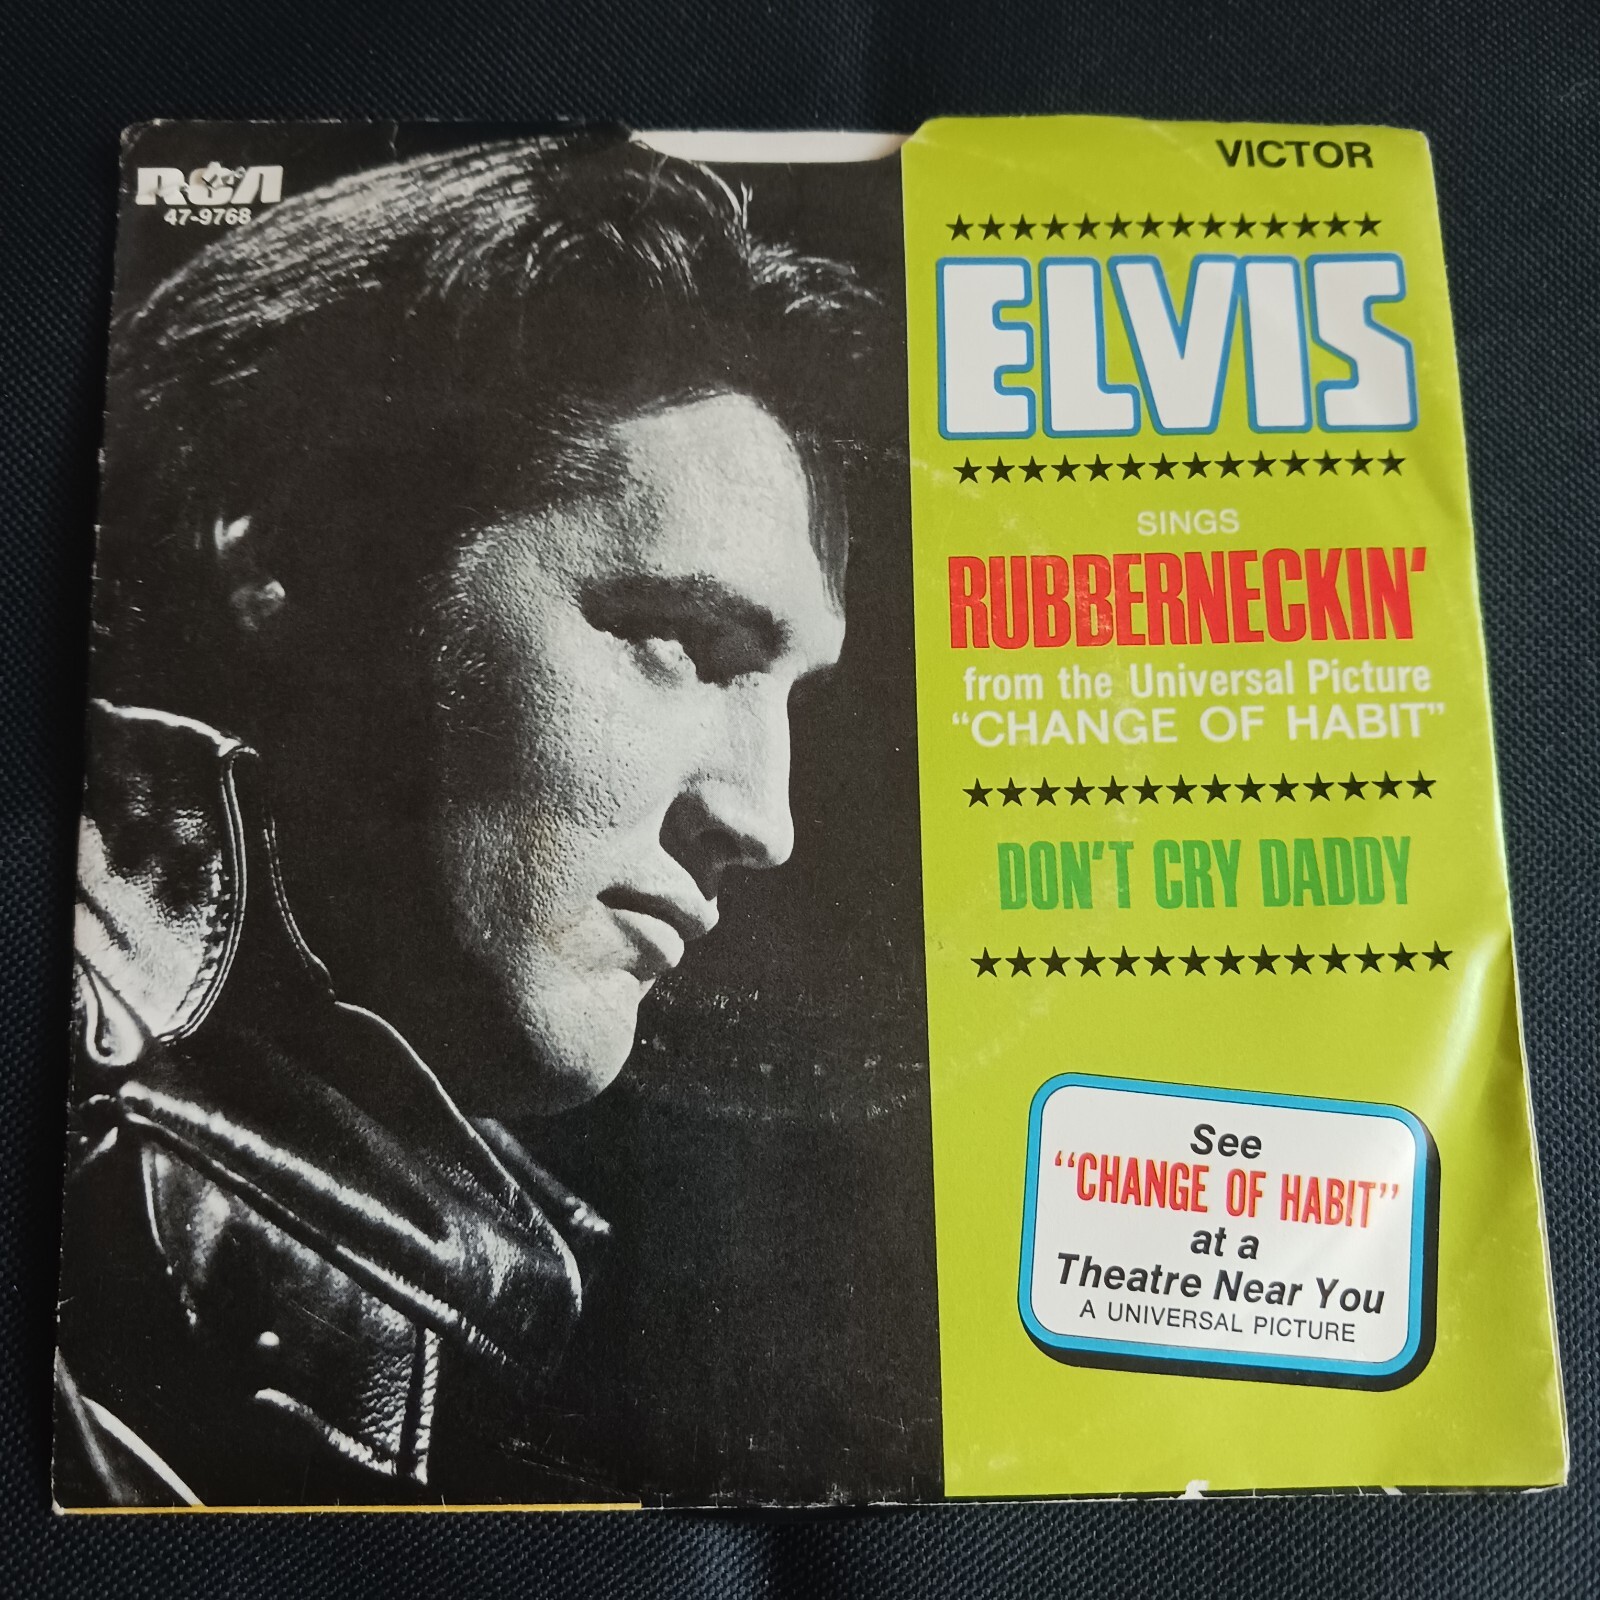 RCA
47-9768
VICTOR
ELVIS
SINGS
RUBBERNECKIN'
from the Universal Picture
“CHANGE OF HABIT”
DON'T CRY DADDY
See
“CHANGE OF HABIT”
at a
Theatre Near You
A UNIVERSAL PICTURE